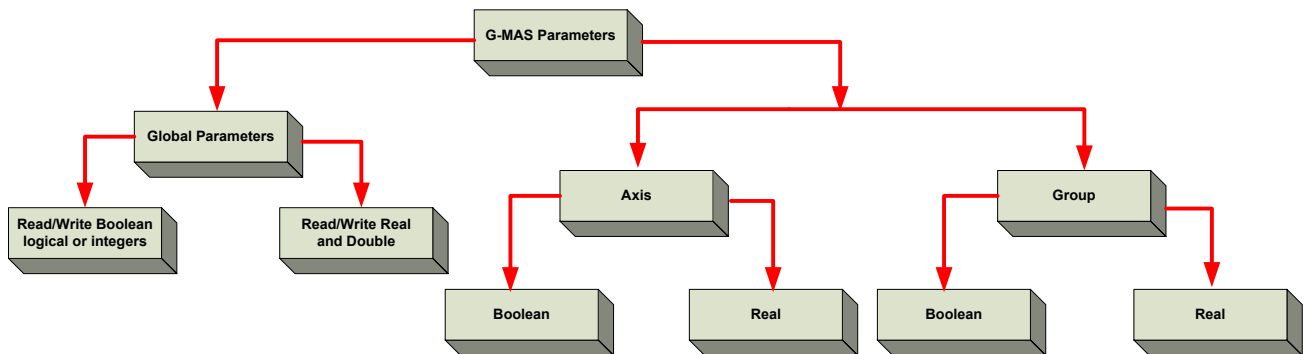 G-MAS Parameters
Global Parameters
Read/Write Boolean
logical or integers
Read/Write Real
and Double
Axis
Group
Boolean
Real
Boolean
Real